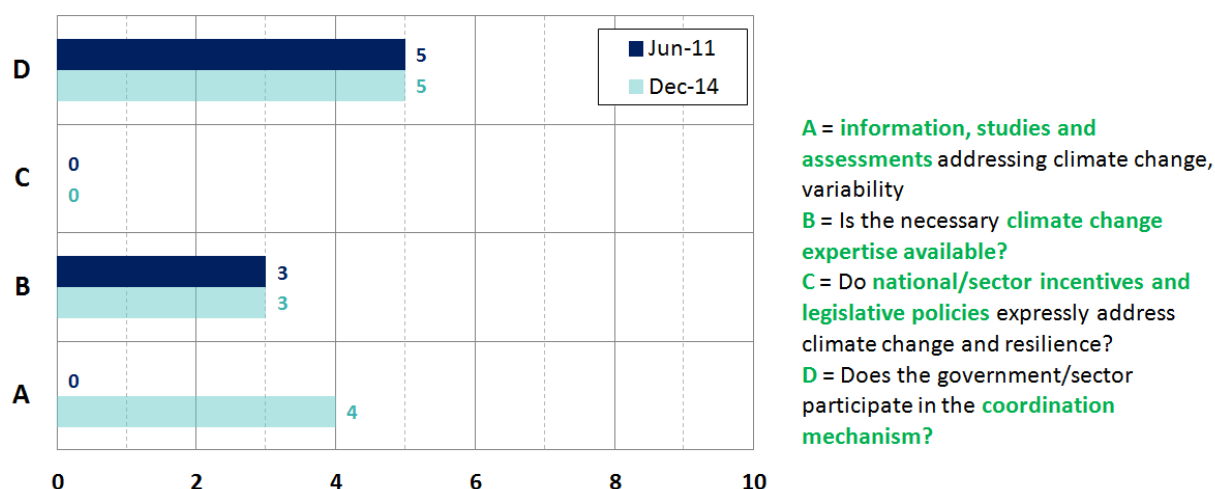 Jun-11
Dec-14
D
5
5
C
0
0
B
3
3
A
0
4
0 2 4 6 8 10
A = information, studies and
assessments addressing climate change,
variability
B = Is the necessary climate change
expertise available?
C = Do national/sector incentives and
legislative policies expressly address
climate change and resilience?
D = Does the government/sector
participate in the coordination
mechanism?